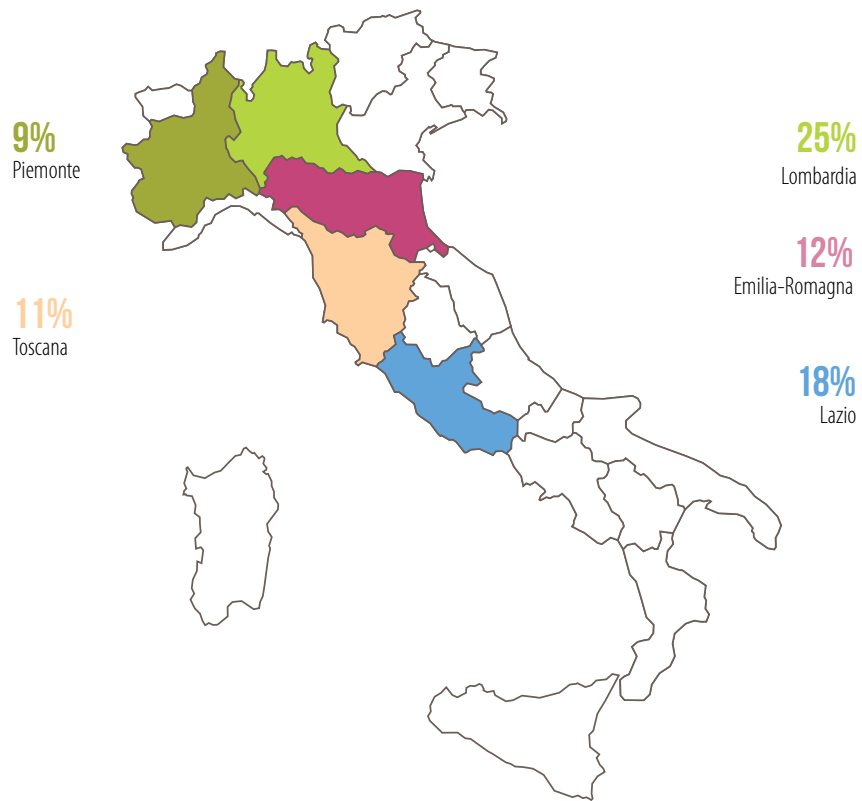 9%
Piemonte
25%
Lombardia
12%
Emilia-Romagna
11%
Toscana
18%
Lazio